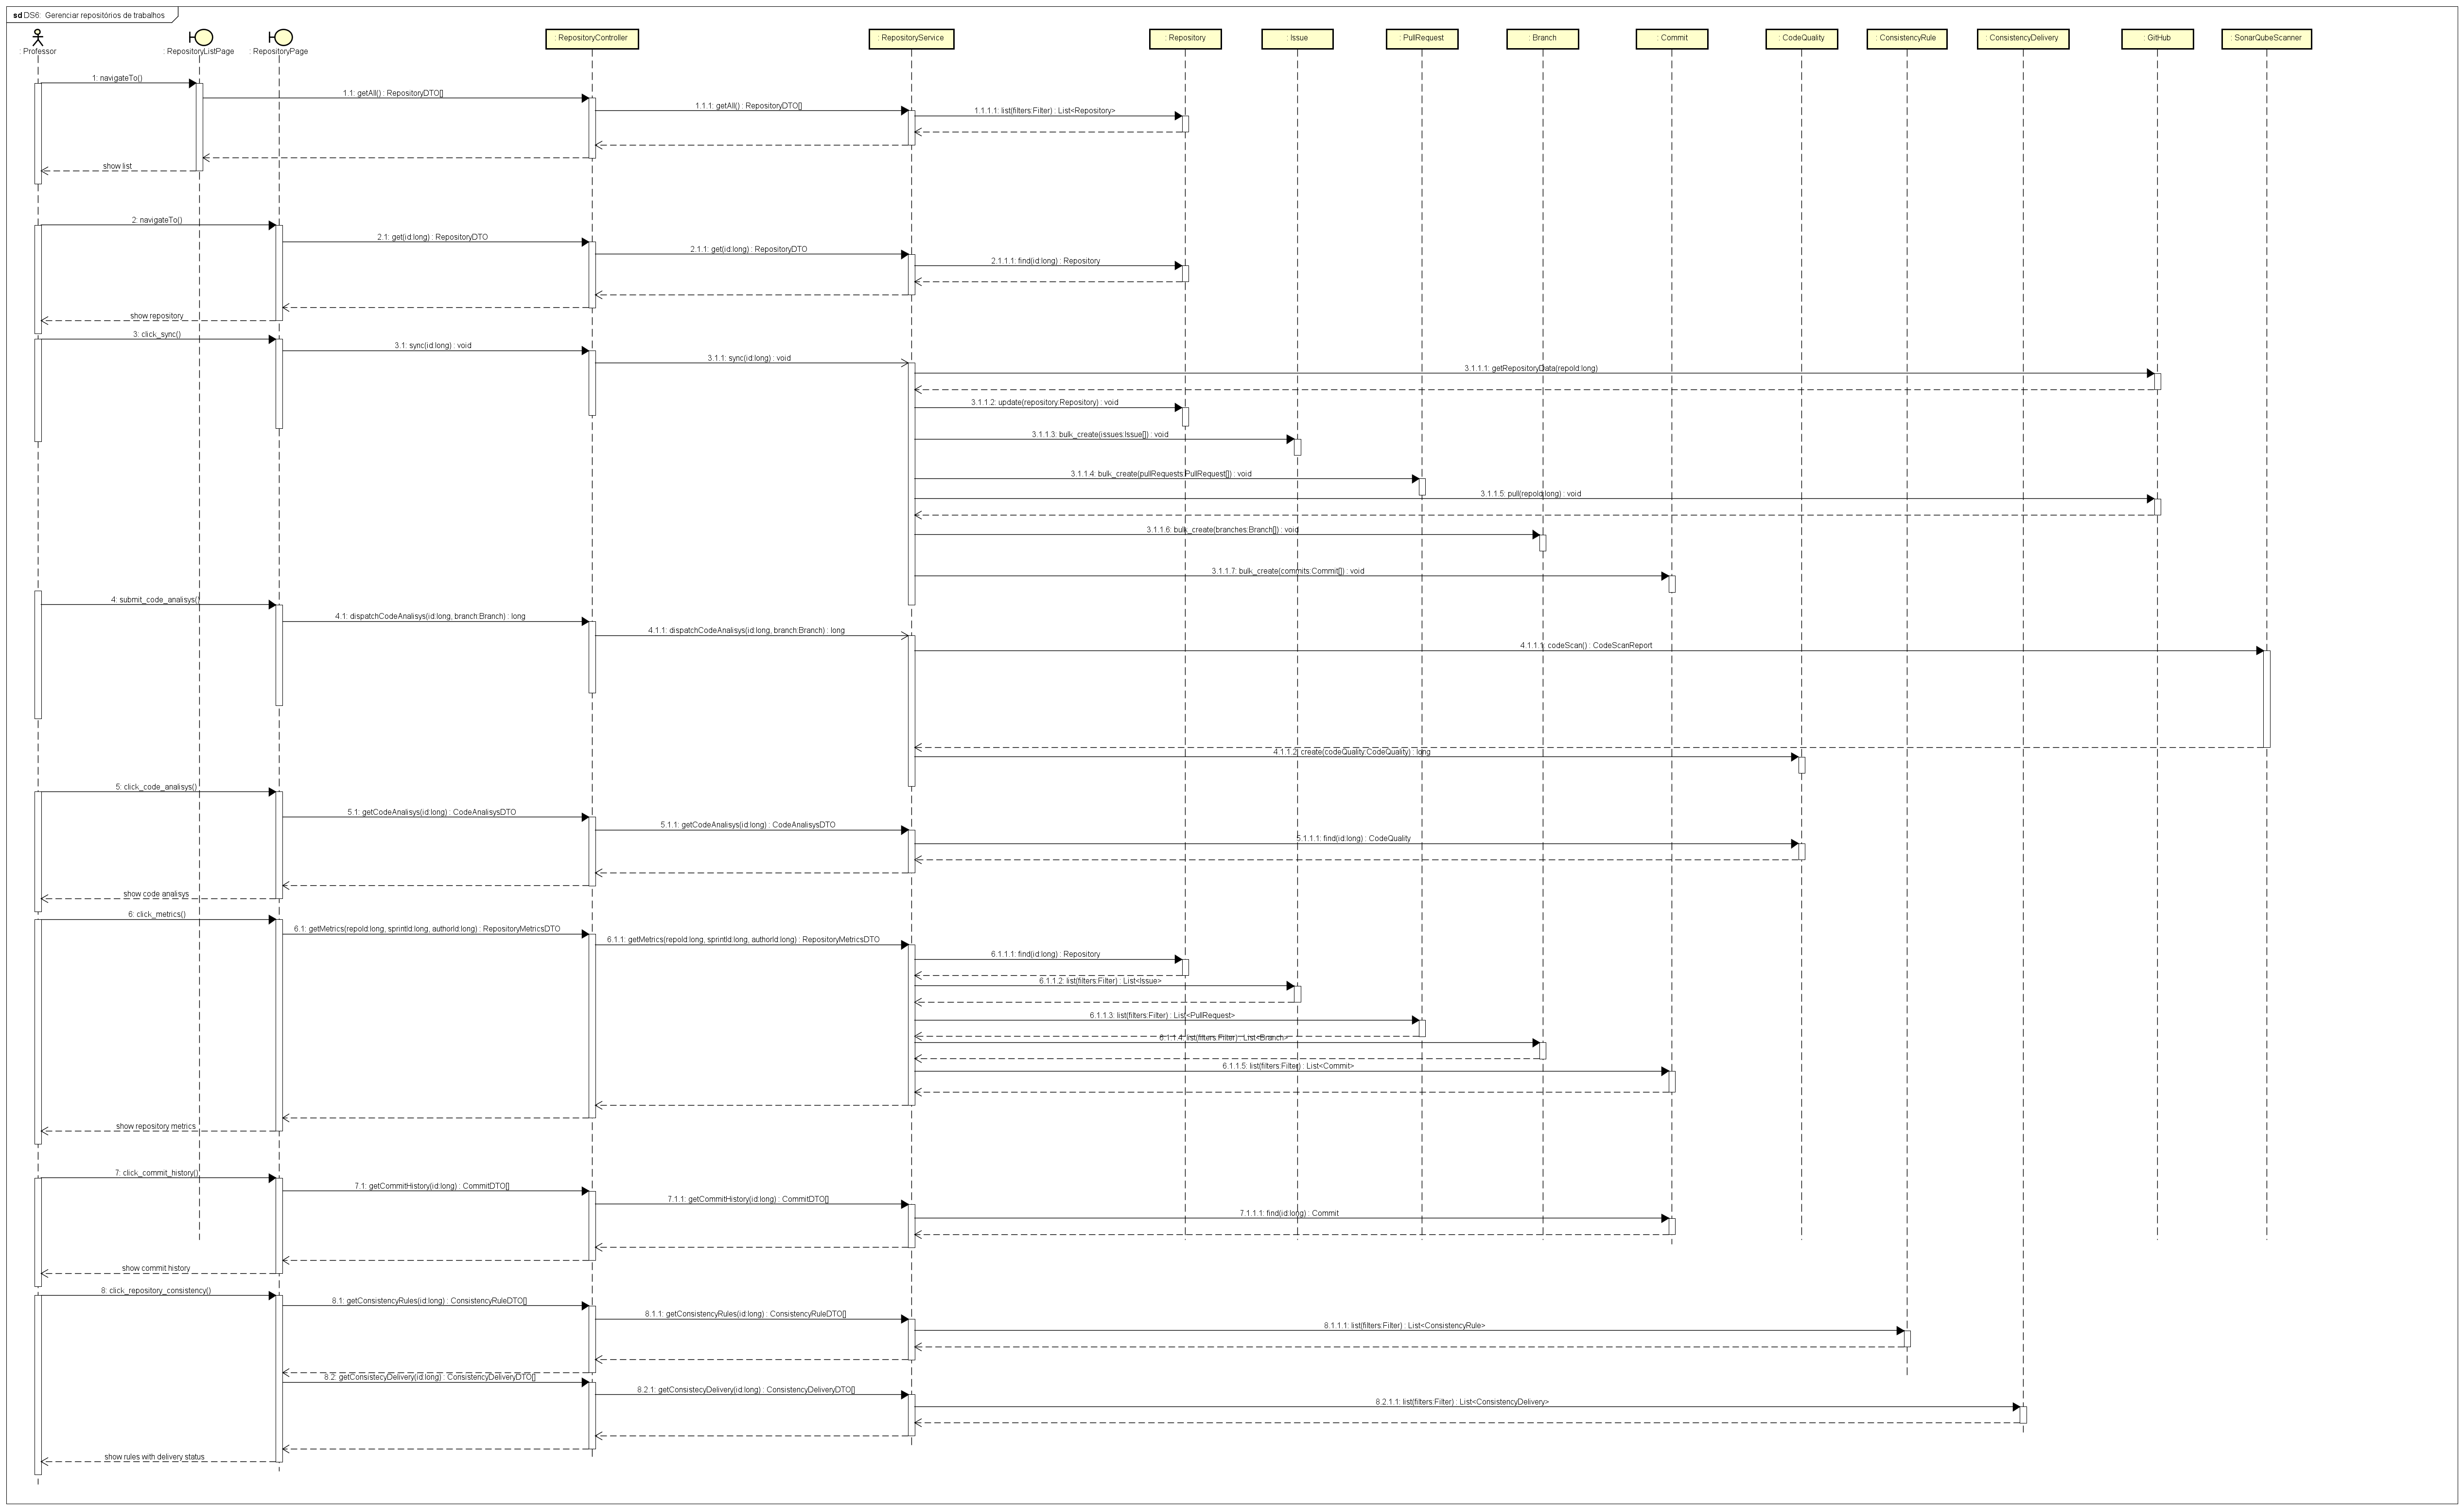 sd DS6: Gerenciar repositórios de trabalhos
: Professor
: RepositoryListPage
: RepositoryPage
: RepositoryController
: RepositoryService
: Repository
: Issue
: PullRequest
: Branch
: Commit
: CodeQuality
: ConsistencyRule
: ConsistencyDelivery
: GitHub
: SonarQubeScanner
1: navigateTo()
1.1: getAll() : RepositoryDTO[]
1.1.1: getAll() : RepositoryDTO[]
1.1.1.1: list(filters:Filter) : List<Repository>
show list
2: navigateTo()
2.1: get(id:long) : RepositoryDTO
2.1.1: get(id:long) : RepositoryDTO
2.1.1.1: find(id:long) : Repository
show repository
3: click_sync()
3.1: sync(id:long) : void
3.1.1: sync(id:long) : void
3.1.1.1: getRepositoryData(repoId:long)
3.1.1.2: update(repository:Repository) : void
3.1.1.3: bulk_create(issues:Issue[]) : void
3.1.1.4: bulk_create(pullRequests:PullRequest[]) : void
3.1.1.5: pull(repoId:long) : void
3.1.1.6: bulk_create(branches:Branch[]) : void
3.1.1.7: bulk_create(commits:Commit[]) : void
4: submit_code_analisys()
4.1: dispatchCodeAnalisys(id:long, branch:Branch) : long
4.1.1: dispatchCodeAnalisys(id:long, branch:Branch) : long
4.1.1.1: codeScan() : CodeScanReport
4.1.1.2: create(codeQuality:CodeQuality) : long
5: click_code_analisys()
5.1: getCodeAnalisys(id:long) : CodeAnalisysDTO
5.1.1: getCodeAnalisys(id:long) : CodeAnalisysDTO
5.1.1.1: find(id:long) : CodeQuality
show code analisys
6: click_metrics()
6.1: getMetrics(repoId:long, sprintId:long, authorId:long) : RepositoryMetricsDTO
6.1.1: getMetrics(repoId:long, sprintId:long, authorId:long) : RepositoryMetricsDTO
6.1.1.1: find(id:long) : Repository
6.1.1.2: list(filters:Filter) : List<Issue>
6.1.1.3: list(filters:Filter) : List<PullRequest>
6.1.1.4: list(filters:Filter) : List<Branch>
6.1.1.5: list(filters:Filter) : List<Commit>
show repository metrics
7: click_commit_history()
7.1: getCommitHistory(id:long) : CommitDTO[]
7.1.1: getCommitHistory(id:long) : CommitDTO[]
7.1.1.1: find(id:long) : Commit
show commit history
8: click_repository_consistency()
8.1: getConsistencyRules(id:long) : ConsistencyRuleDTO[]
8.1.1: getConsistencyRules(id:long) : ConsistencyRuleDTO[]
8.1.1.1: list(filters:Filter) : List<ConsistencyRule>
8.2: getConsistecyDelivery(id:long) : ConsistencyDeliveryDTO[]
8.2.1: getConsistecyDelivery(id:long) : ConsistencyDeliveryDTO[]
8.2.1.1: list(filters:Filter) : List<ConsistencyDelivery>
show rules with delivery status